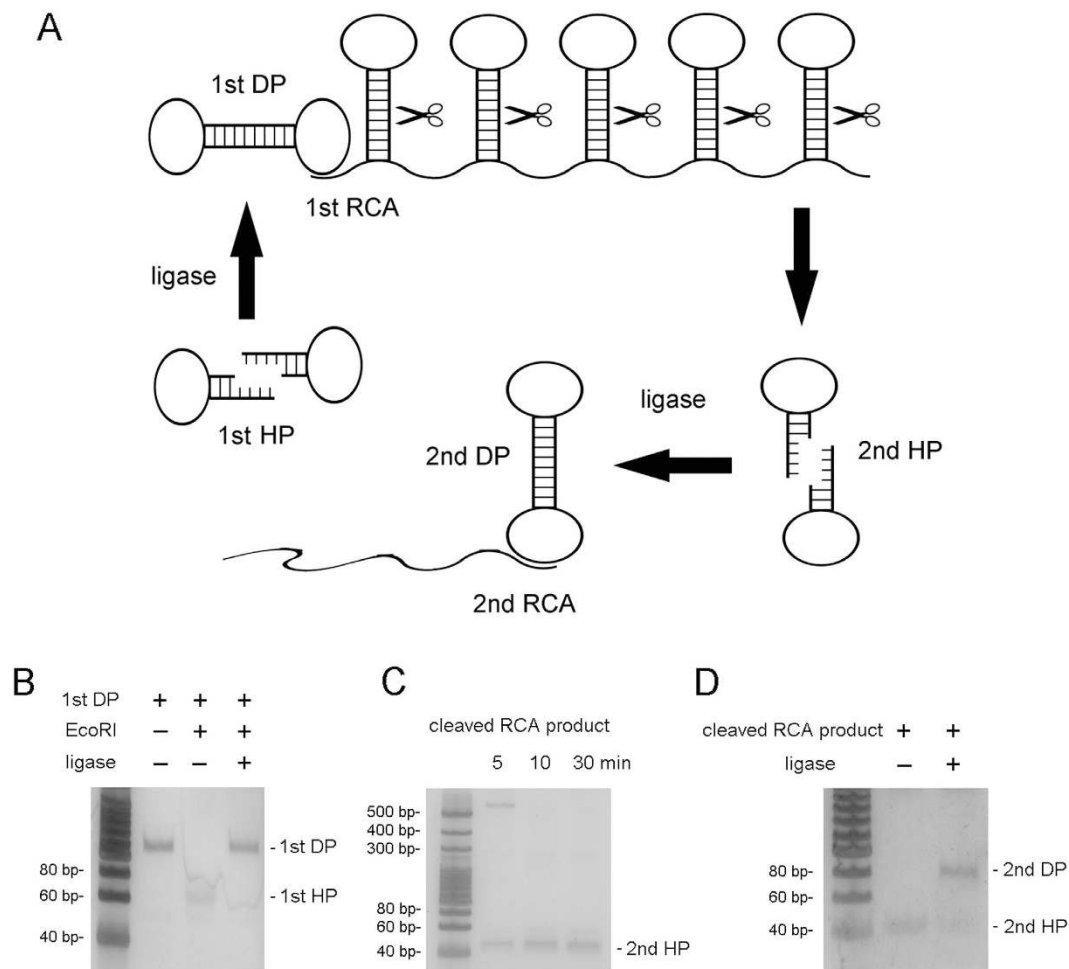 A
1st DP
1st RCA
ligase
1st HP
ligase
2nd DP
2nd HP
2nd RCA
B
1st DP + + +
EcoRI – + +
ligase – – +
80 bp-
60 bp-
40 bp-
- 1st DP
- 1st HP
C
cleaved RCA product
5 10 30 min
500 bp-
400 bp-
300 bp-
80 bp-
60 bp-
40 bp-
- 2nd HP
D
cleaved RCA product + +
ligase – +
80 bp-
60 bp-
40 bp-
- 2nd DP
- 2nd HP